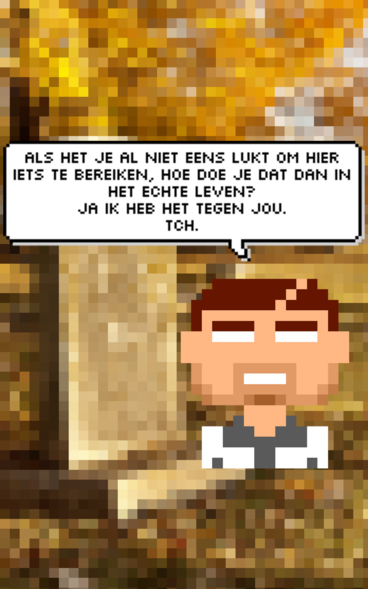 ALS HET JE AL NIET EENS LUKT OM HIER
IETS TE BEREIKEN, HOE DOE JE DAT DAN IN
HET ECHTE LEVEN?
JA IK HEB HET TEGEN JOU.
TCH.